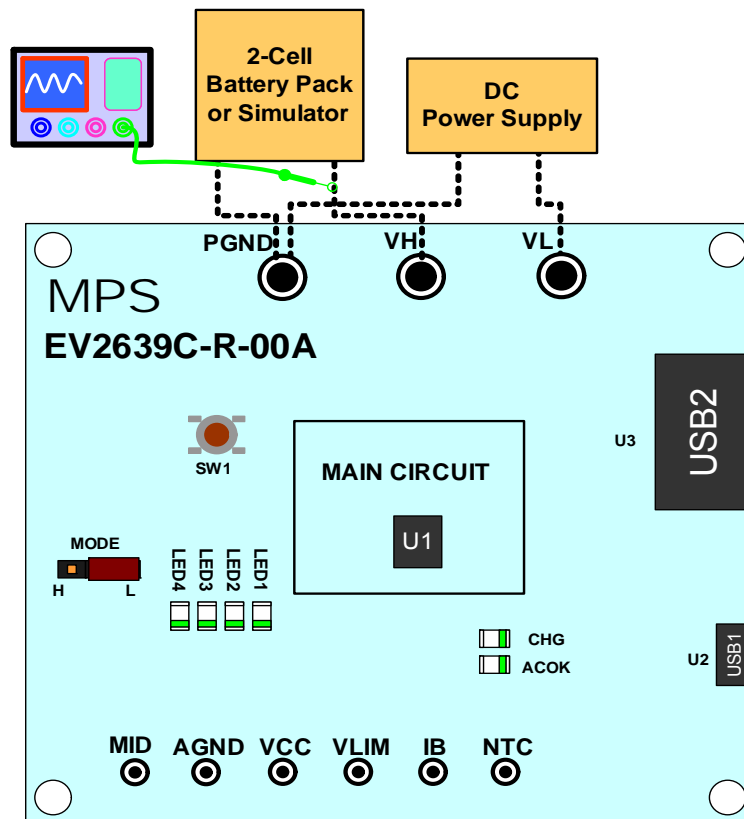 2-Cell
Battery Pack
or Simulator
DC
Power Supply
PGND
VH
VL
MPS
EV2639C-R-00A
USB2
U3
SW1
MAIN CIRCUIT
U1
MODE
H
L
LED4
LED3
LED2
LED1
CHG
ACOK
U2
USB1
MID
AGND
VCC
VLIM
IB
NTC